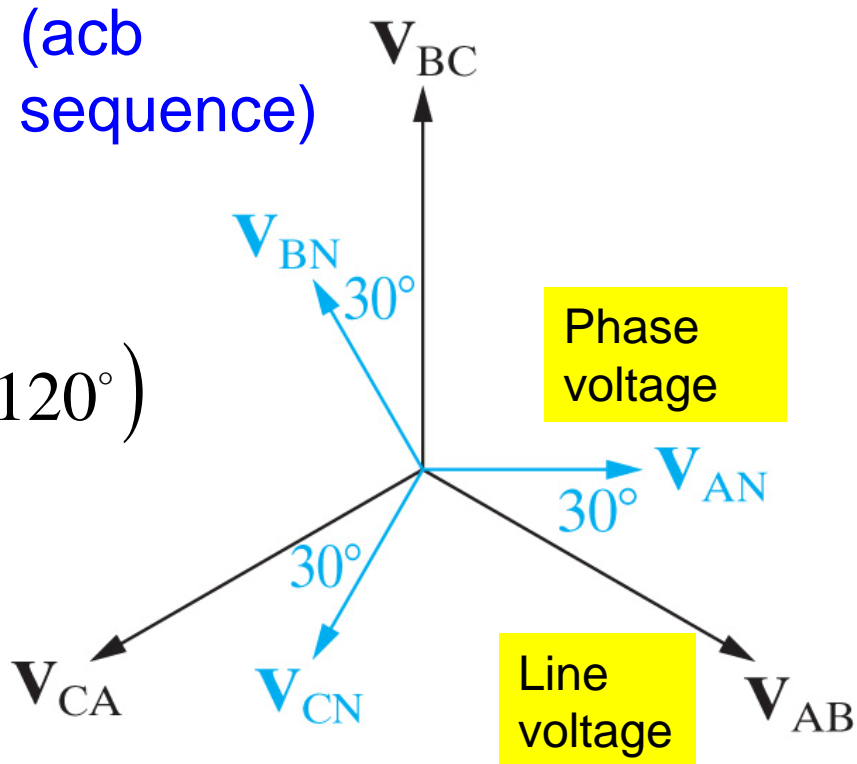 (acb
sequence)
V_BC
V_BN
30°
Phase
voltage
120°)
V_AN
30°
30°
V_CA
V_CN
Line
voltage
V_AB